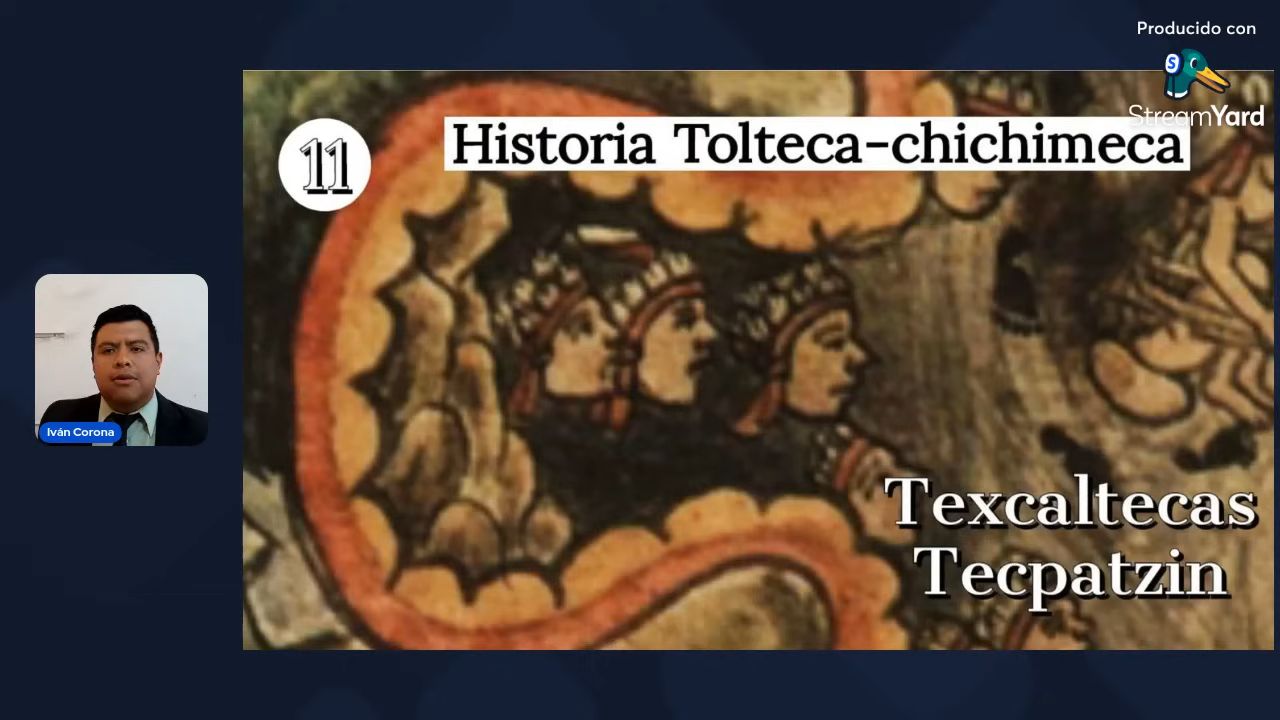 Producido con
S
StreamYard
11
Historia Tolteca-chichimeca
Iván Corona
Texcaltecas
Tecpatzin